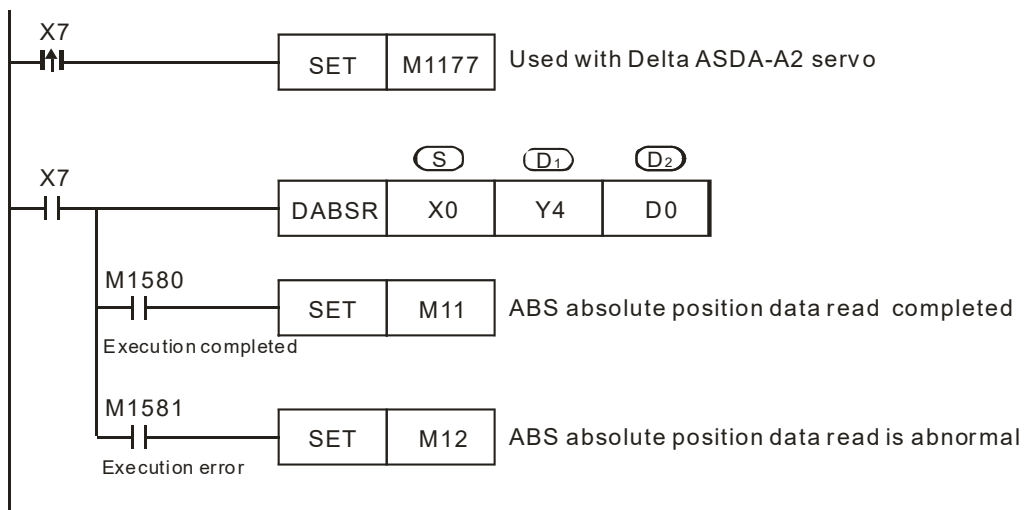 X7
SET M1177 Used with Delta ASDA-A2 servo
S D1 D2
X7
DABSR X0 Y4 D0
M1580
SET M11 ABS absolute position data read completed
Execution completed
M1581
SET M12 ABS absolute position data read is abnormal
Execution error